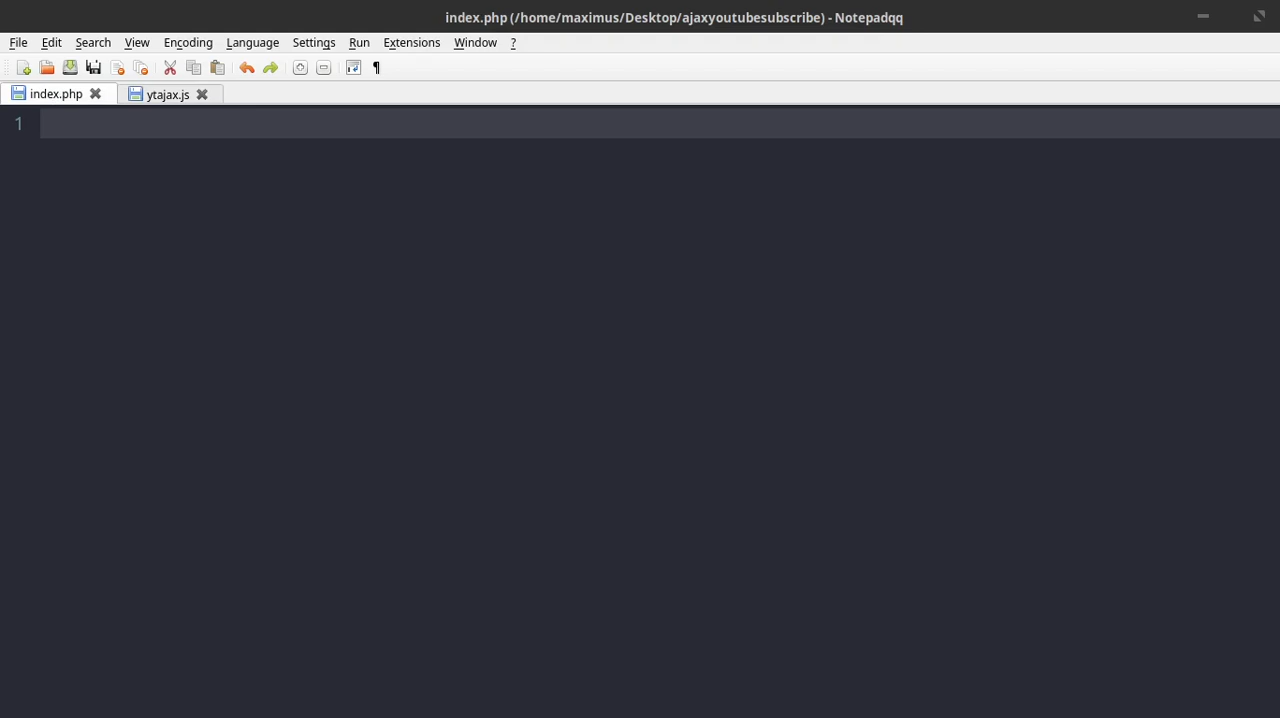 index.php (/home/maximus/Desktop/ajaxyoutubesubscribe) - Notepadqq
File Edit Search View Encoding Language Settings Run Extensions Window ?
index.php ytajax.js
1